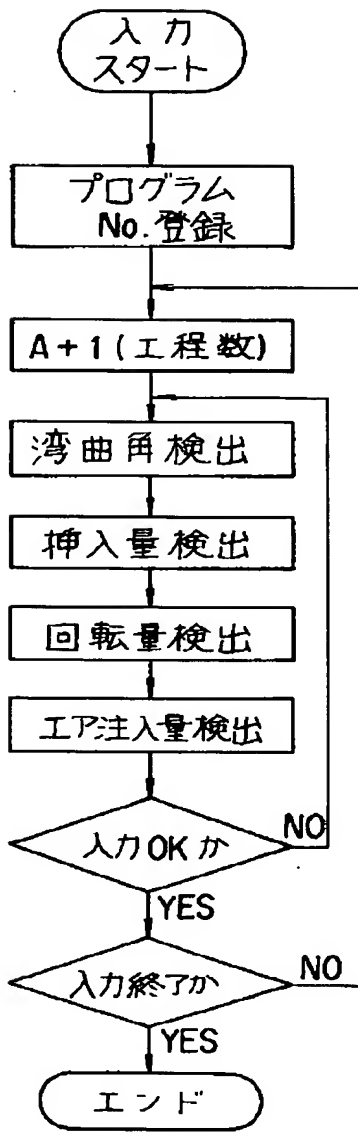 入力
スタート
プログラム
No.登録
A+1(工程数)
湾曲角検出
挿入量検出
回転量検出
エア注入量検出
入力OKか
NO
YES
入力終了か
NO
YES
エンド